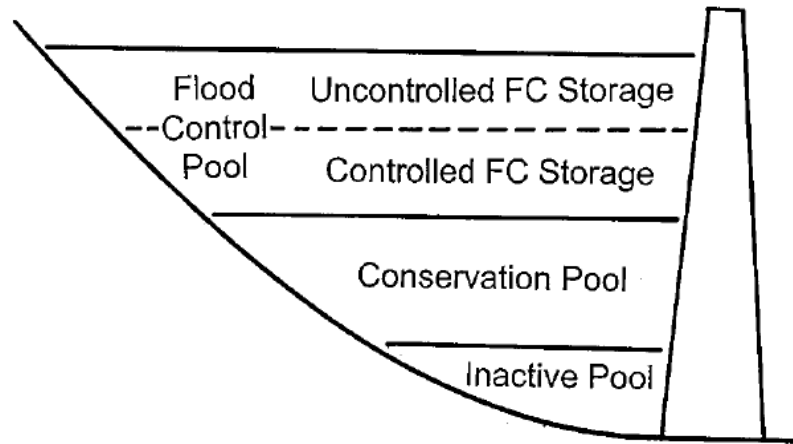 Flood
Control
Pool
Uncontrolled FC Storage
Controlled FC Storage
Conservation Pool
Inactive Pool